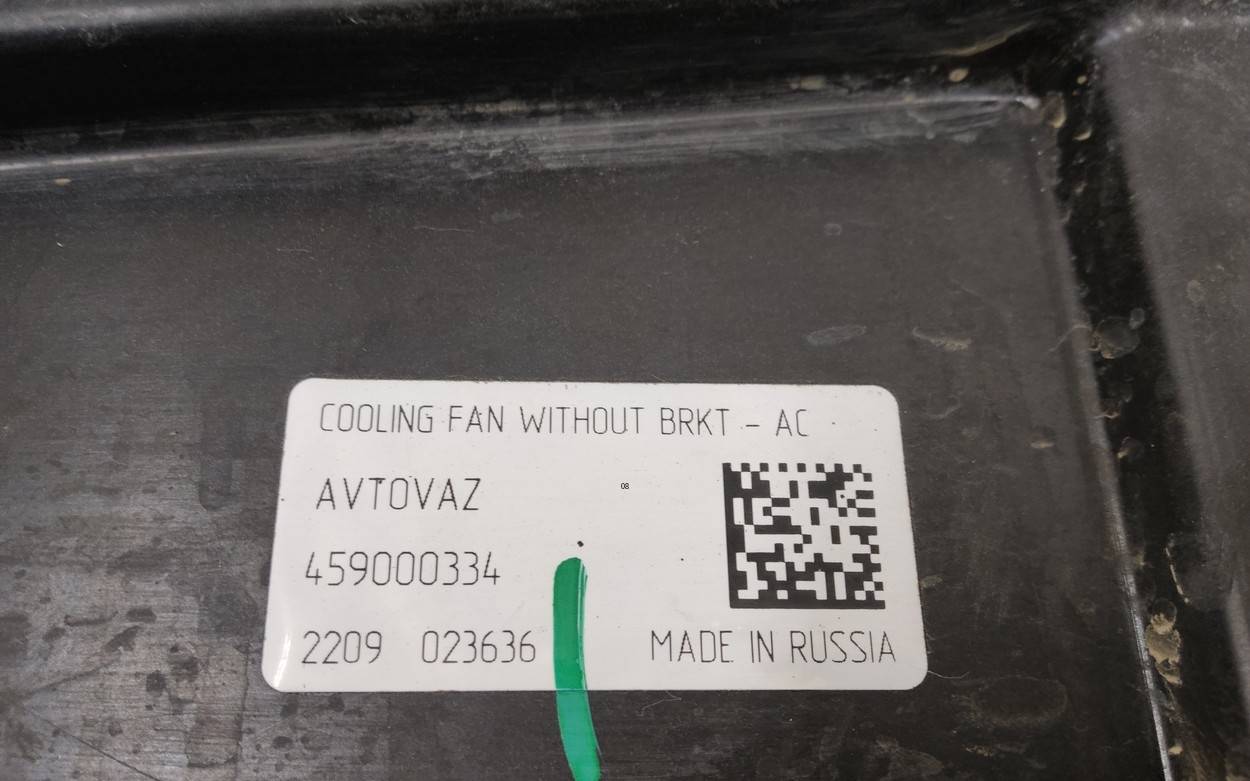 COOLING FAN WITHOUT BRKT - AC
AVTOVAZ
08
459000334
2209 023636
MADE IN RUSSIA